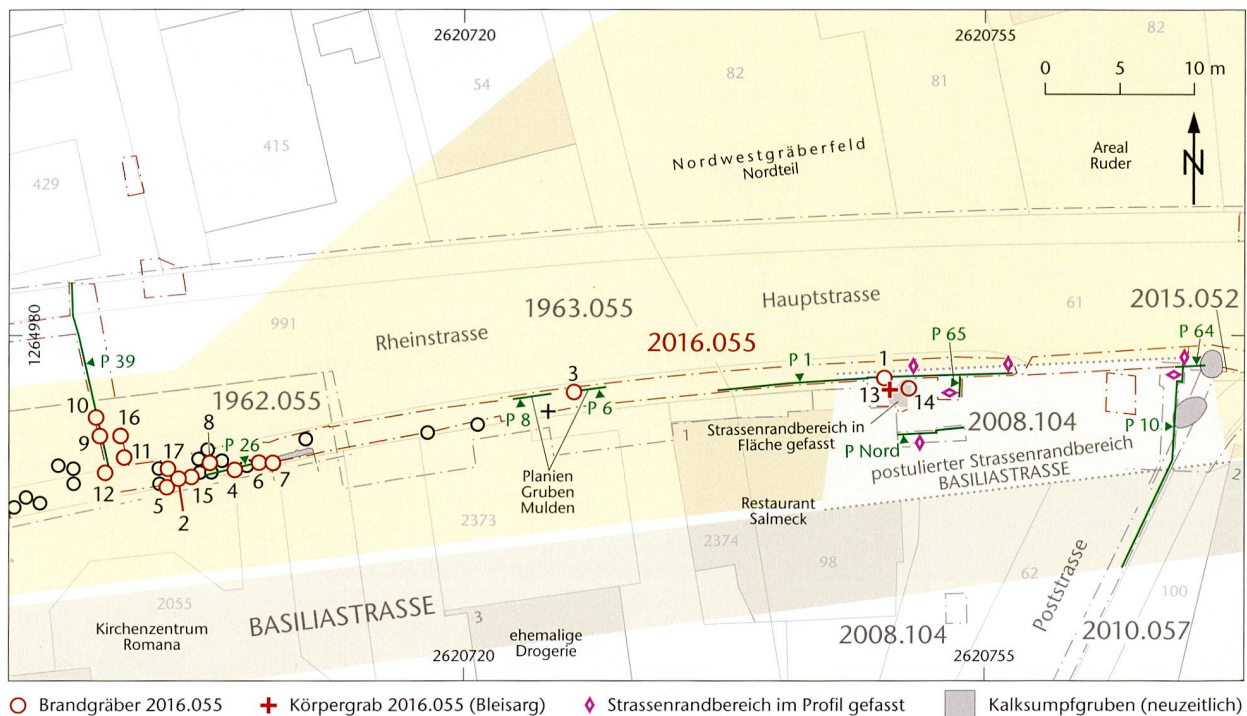 2620720
2620755
82
54
82
81
0 5 10 m
415
429
Nordwestgräberfeld
Nordteil
Areal
Ruder
N
1264980
991
Rheinstrasse
1963.055
Hauptstrasse
61
2015.052
2016.055
P 65
P 64
P 39
P 1
1
3
1962.055
10
16
8
P 26
P 8
P 6
13
14
9
11
17
2008.104
P 10
1
Strassenrandbereich in
Fläche gefasst
P Nord
12
5
15
4
6
7
2
Planien
Gruben
Mulden
postulierter Strassenrandbereich
BASILIASTRASSE
2
Restaurant
Salmeck
2373
2374
98
62
100
2055
BASILIASTRASSE
3
Kirchenzentrum
Romana
ehemalige
Drogerie
Poststrasse
2008.104
2010.057
2620720
2620755
Brandgräber 2016.055
Körpergrab 2016.055 (Bleisarg)
Strassenbereich im Profil gefasst
Kalksumpfgruben (neuzeitlich)